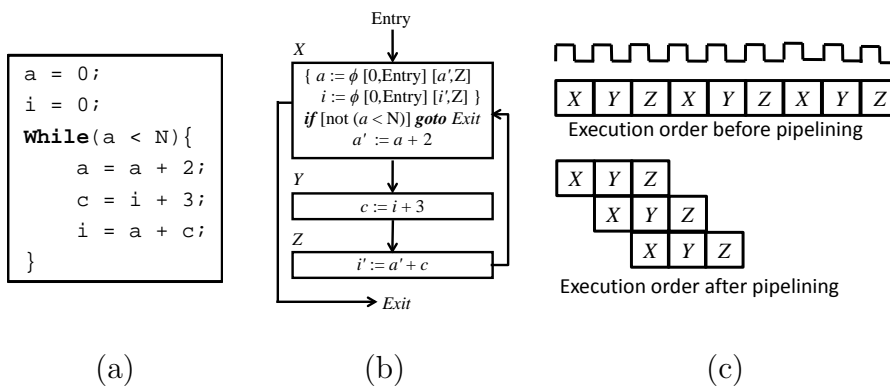 a = 0;
i = 0;
While(a < N){
a = a + 2;
c = i + 3;
i = a + c;
}
(a)
Entry
X
{ a := ϕ [0,Entry] [a',Z]
i := ϕ [0,Entry] [i',Z] }
if [not (a < N)] goto Exit
a' := a + 2
Y
c := i + 3
Z
i' := a' + c
Exit
(b)
X Y Z X Y Z X Y Z
Execution order before pipelining
X Y Z
X Y Z
X Y Z
Execution order after pipelining
(c)